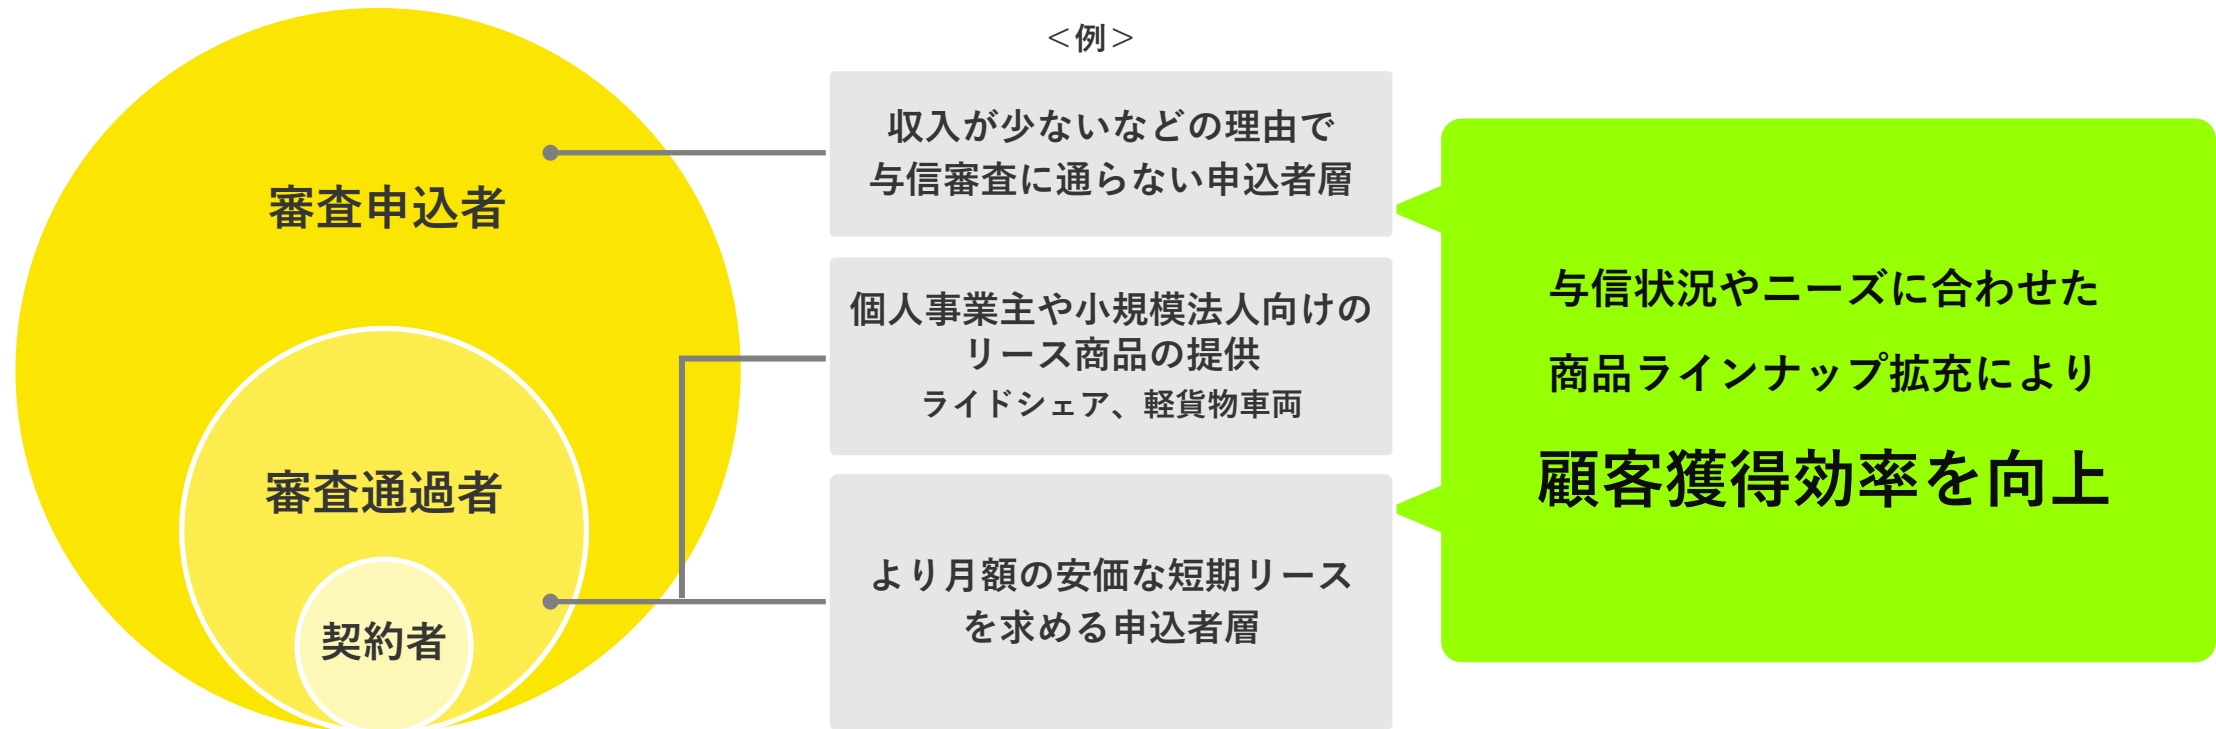 審査申込者
審査通過者
契約者
＜例＞
収入が少ないなどの理由で
与信審査に通らない申込者層
個人事業主や小規模法人向けの
リース商品の提供
ライドシェア、軽貨物車両
より月額の安価な短期リース
を求める申込者層
与信状況やニーズに合わせた
商品ラインナップ拡充により
顧客獲得効率を向上